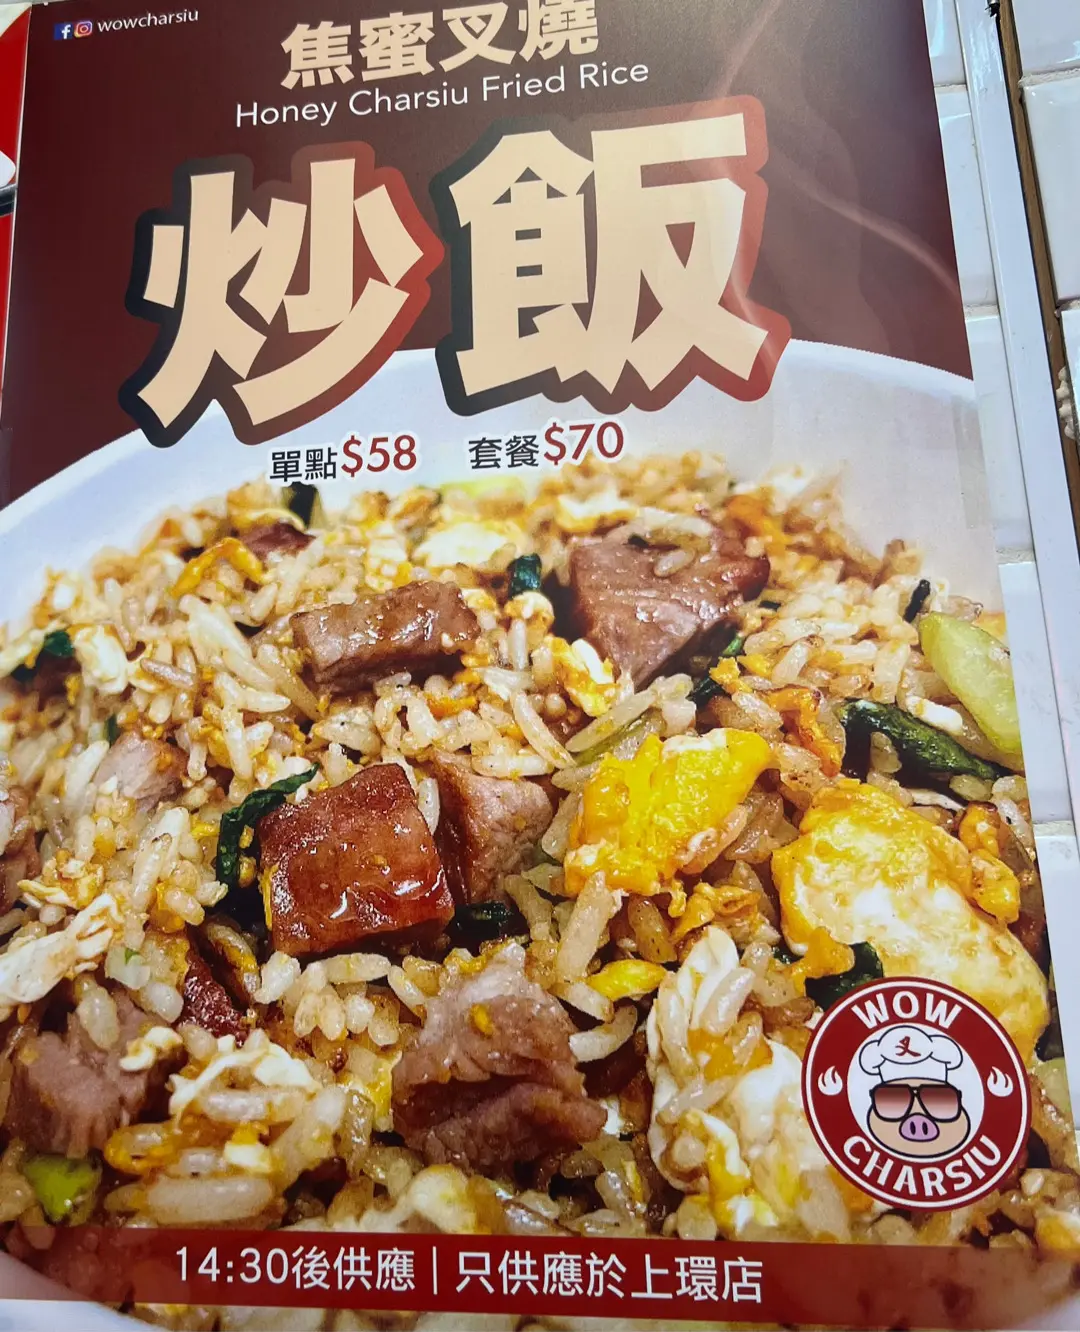 wowcharsiu
焦蜜叉燒
Honey Charsiu Fried Rice
炒飯
單點$58 套餐$70
WOW
叉
CHARSIU
14:30後供應 | 只供應於上環店